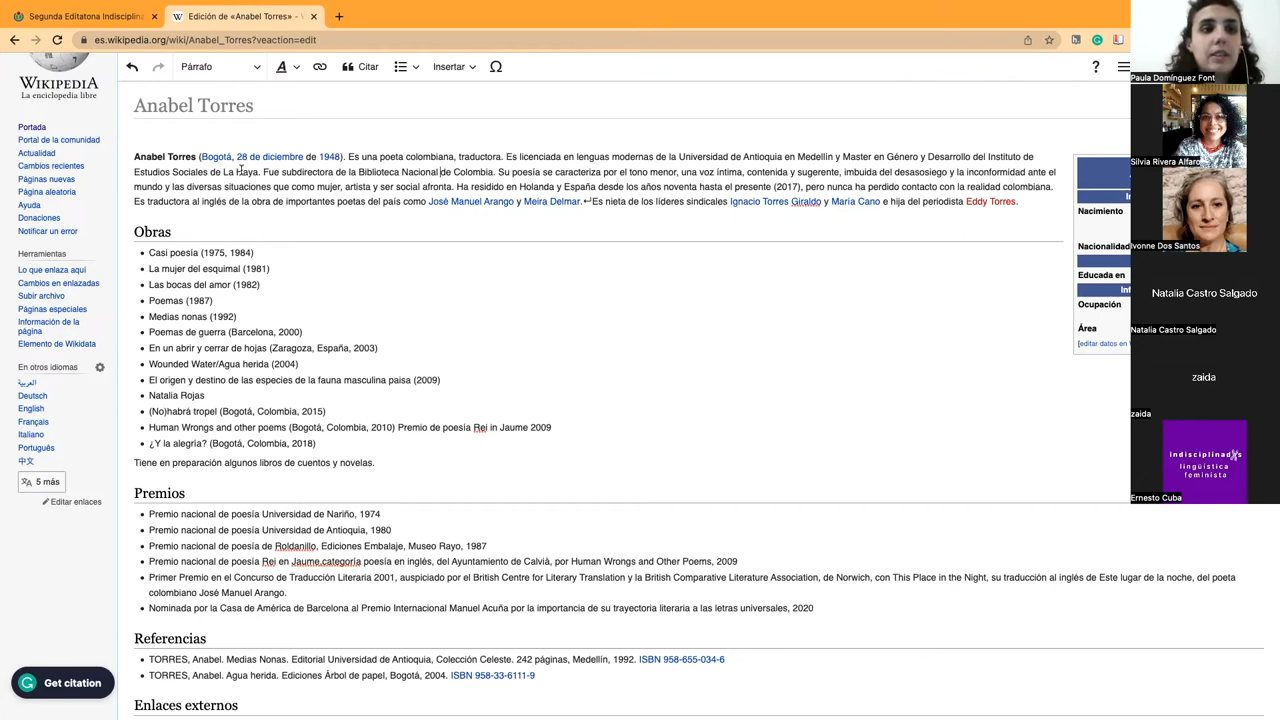 Segunda Editatona Indisciplina
Edición de «Anabel Torres» - V
es.wikipedia.org/wiki/Anabel_Torres?veaction=edit
WIKIPEDIA
La enciclopedia libre
Párrafo
A
Citar
Insertar
Ω
?
Portada
Portal de la comunidad
Actualidad
Cambios recientes
Páginas nuevas
Página aleatoria
Ayuda
Donaciones
Notificar un error
Herramientas
Lo que enlaza aquí
Cambios en enlazadas
Subir archivo
Páginas especiales
Información de la
página
Elemento de Wikidata
En otros idiomas
العربية
Deutsch
English
Français
Italiano
Português
中文
5 más
Editar enlaces
Get citation
Anabel Torres
Anabel Torres (Bogotá, 28 de diciembre de 1948). Es una poeta colombiana, traductora. Es licenciada en lenguas modernas de la Universidad de Antioquia en Medellín y Master en Género y Desarrollo del Instituto de
Estudios Sociales de La Haya. Fue subdirectora de la Biblioteca Nacional de Colombia. Su poesía se caracteriza por el tono menor, una voz íntima, contenida y sugerente, imbuida del desasosiego y la incertidumbre ante el
mundo y las diversas situaciones que como mujer, artista y ser social afronta. Ha residido en Holanda y España desde los años noventa hasta el presente (2017), pero nunca ha perdido contacto con la realidad colombiana.
Es traductora al inglés de la obra de importantes poetas del país como José Manuel Arango y Meira Delmar.↵Es nieta de los líderes sindicales Ignacio Torres Giraldo y María Cano e hija del periodista Eddy Torres.
Nacimiento
Nacionalidad
Educada en
Inf
Ocupación
Área
[editar datos en
Obras
• Casi poesía (1975, 1984)
• La mujer del esquimal (1981)
• Las bocas del amor (1982)
• Poemas (1987)
• Medias nonas (1992)
• Poemas de guerra (Barcelona, 2000)
• En un abrir y cerrar de hojas (Zaragoza, España, 2003)
• Wounded Water/Agua herida (2004)
• El origen y destino de las especies de la fauna masculina paisa (2009)
• Natalia Rojas
• (No)habrá tropel (Bogotá, Colombia, 2015)
• Human Wrongs and other poems (Bogotá, Colombia, 2010) Premio de poesía Rei in Jaume 2009
• ¿Y la alegría? (Bogotá, Colombia, 2018)
Tiene en preparación algunos libros de cuentos y novelas.
Premios
• Premio nacional de poesía Universidad de Nariño, 1974
• Premio nacional de poesía Universidad de Antioquia, 1980
• Premio nacional de poesía de Roldanillo, Ediciones Embalaje, Museo Rayo, 1987
• Premio nacional de poesía Rei en Jaume,categoría poesía en inglés, del Ayuntamiento de Calvià, por Human Wrongs and Other Poems, 2009
• Primer Premio en el Concurso de Traducción Literaria 2001, auspiciado por el British Centre for Literary Translation y la British Comparative Literature Association, de Norwich, con This Place in the Night, su traducción al inglés de Este lugar de la noche, del poeta
colombiano José Manuel Arango.
• Nominada por la Casa de América de Barcelona al Premio Internacional Manuel Acuña por la importancia de su trayectoria literaria a las letras universales, 2020
Referencias
• TORRES, Anabel. Medias Nonas. Editorial Universidad de Antioquia, Colección Celeste. 242 páginas, Medellín, 1992. ISBN 958-655-034-6
• TORRES, Anabel. Agua herida. Ediciones Árbol de papel, Bogotá, 2004. ISBN 958-33-6111-9
Enlaces externos
Paula Domínguez Font
Silvia Rivera Alfaro
Ivonne Dos Santos
Natalia Castro Salgado
Natalia Castro Salgado
zaida
zaida
indisciplinadxs
lingüística
feminista
Ernesto Cuba